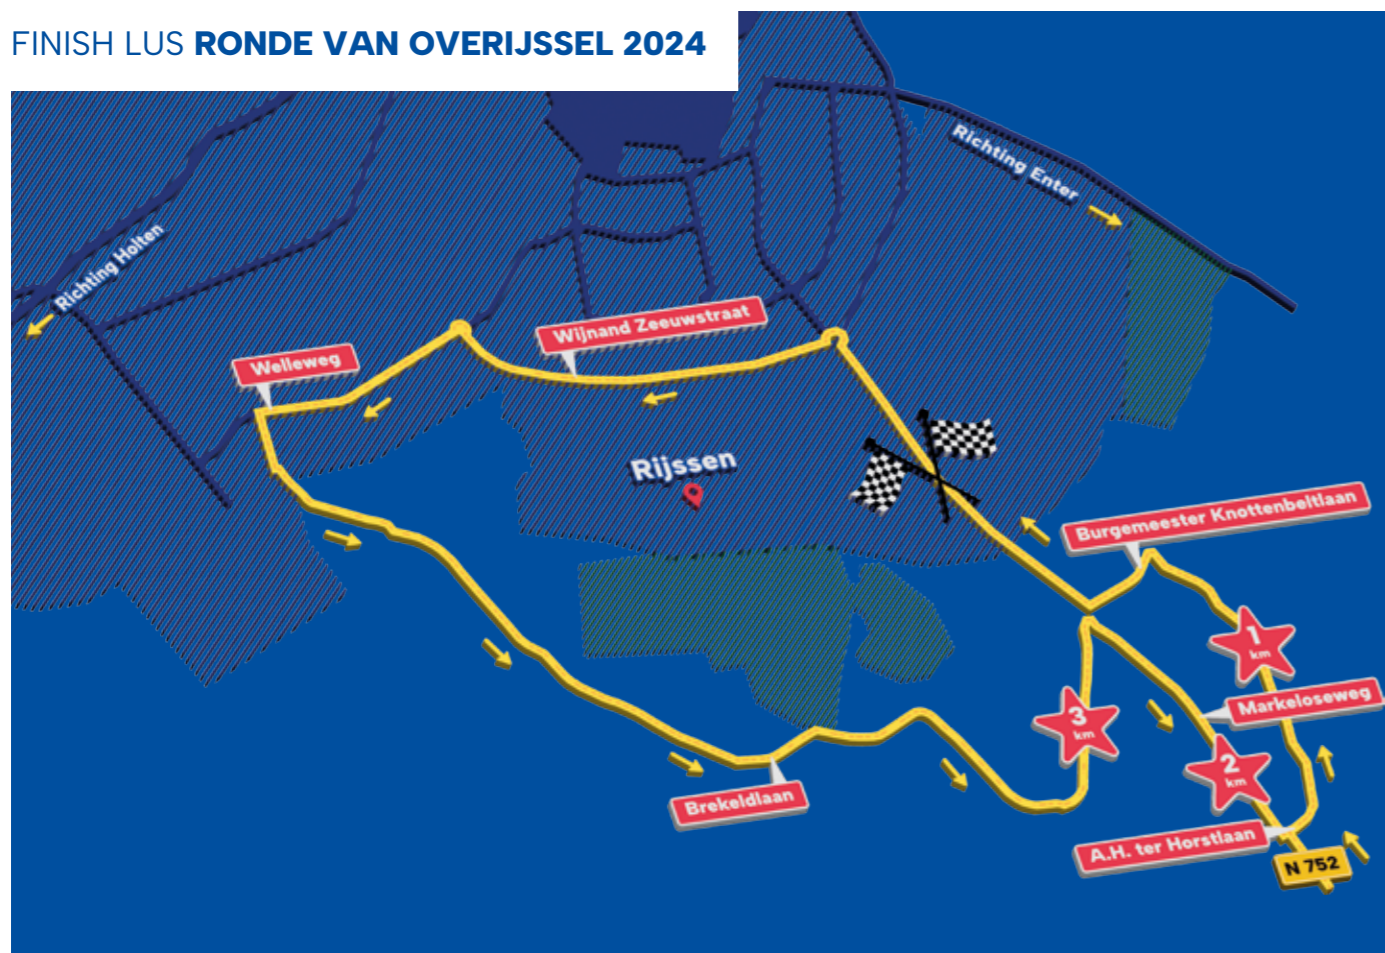 FINISH LUS RONDE VAN OVERIJSSEL 2024
Richting Enter
Richting Holten
Wijnand Zeeuwstraat
Welleweg
Rijssen
Burgemeester Knottenbeltlaan
1
km
Markeloseweg
3
km
2
km
Brekeldlaan
A.H. ter Horstlaan
N 752